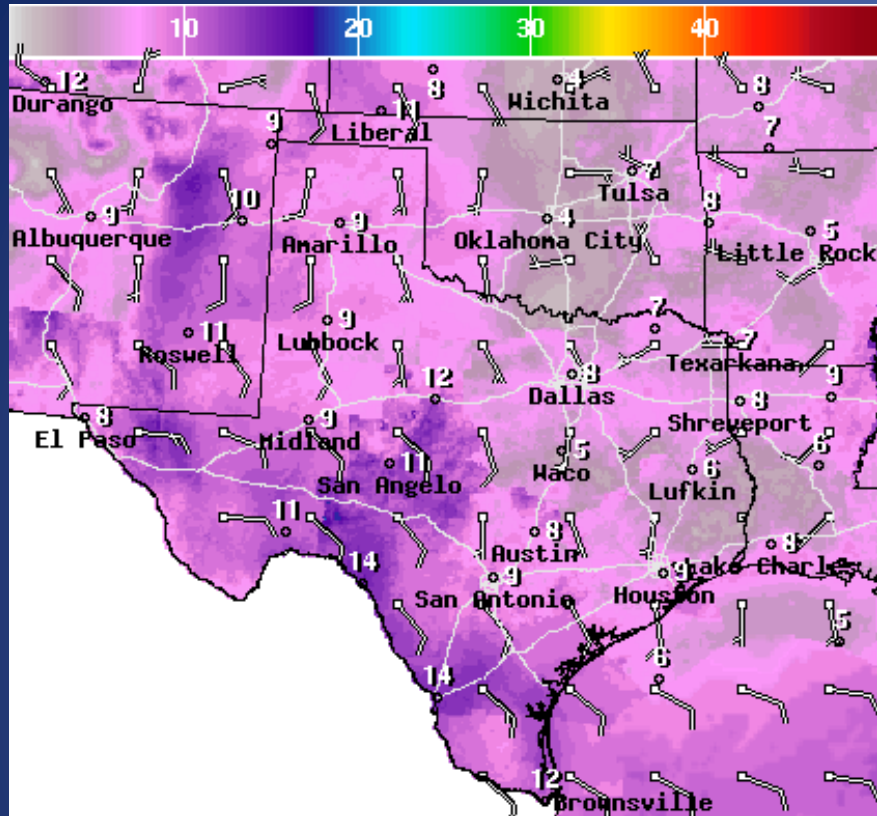 10 20 30 40
12 8 4 8
Durango Liberal 11 Wichita
9 7
7
Tulsa
10 9 9 4 8 5
Albuquerque Amarillo Oklahoma City Little Rock
9 7
11
Roswell Lubbock Texarkana 7
12 8 9
Dallas
8 9 8
El Paso Midland Shreveport
11 5 6 6
San Angelo Waco Lufkin
11 8 8
Austin Lake Charles
14 9 9
San Antonio Houston
5
14 6
12
Brownsville